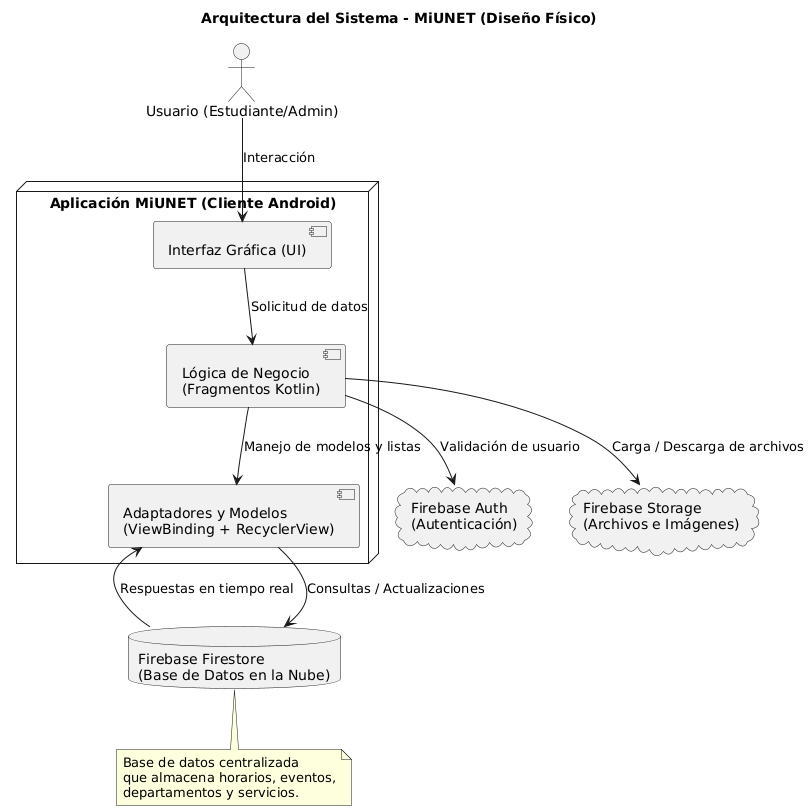 Arquitectura del Sistema - MiUNET (Diseño Físico)
Usuario (Estudiante/Admin)
Interacción
Aplicación MiUNET (Cliente Android)
Interfaz Gráfica (UI)
Solicitud de datos
Lógica de Negocio
(Fragmentos Kotlin)
Manejo de modelos y listas
Validación de usuario
Carga / Descarga de archivos
Adaptadores y Modelos
(ViewBinding + RecyclerView)
Firebase Auth
(Autenticación)
Firebase Storage
(Archivos e Imágenes)
Respuestas en tiempo real
Consultas / Actualizaciones
Firebase Firestore
(Base de Datos en la Nube)
Base de datos centralizada
que almacena horarios, eventos,
departamentos y servicios.